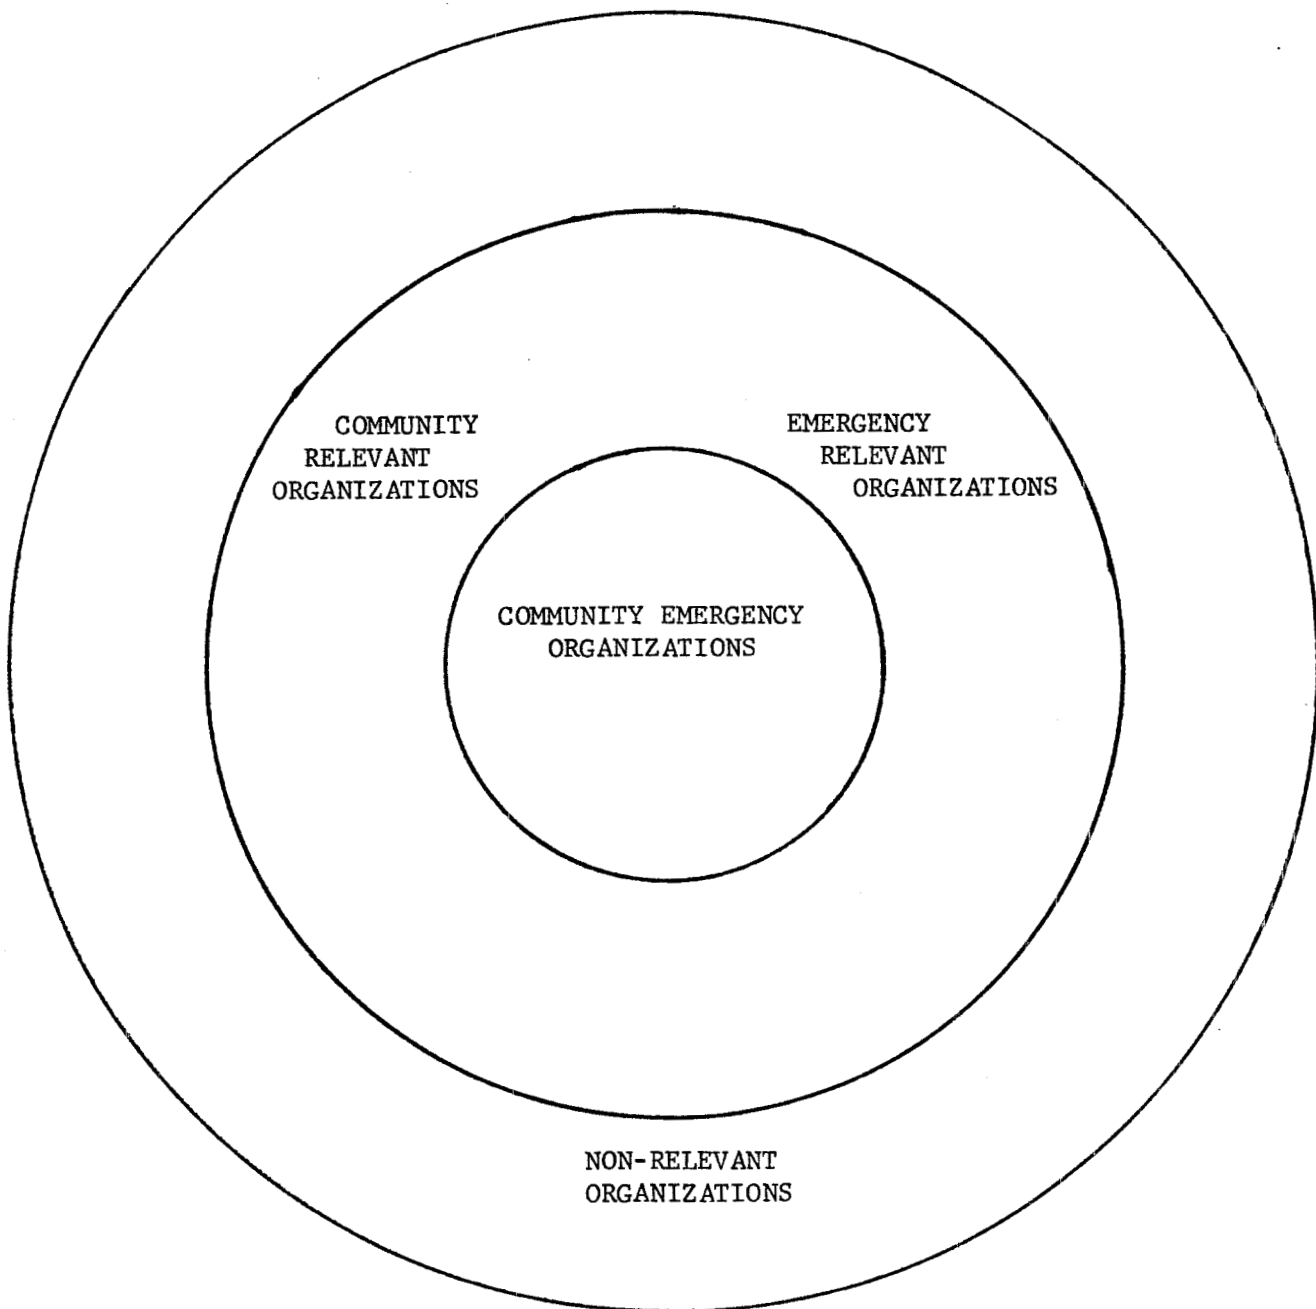 COMMUNITY
RELEVANT
ORGANIZATIONS
EMERGENCY
RELEVANT
ORGANIZATIONS
COMMUNITY EMERGENCY
ORGANIZATIONS
NON-RELEVANT
ORGANIZATIONS